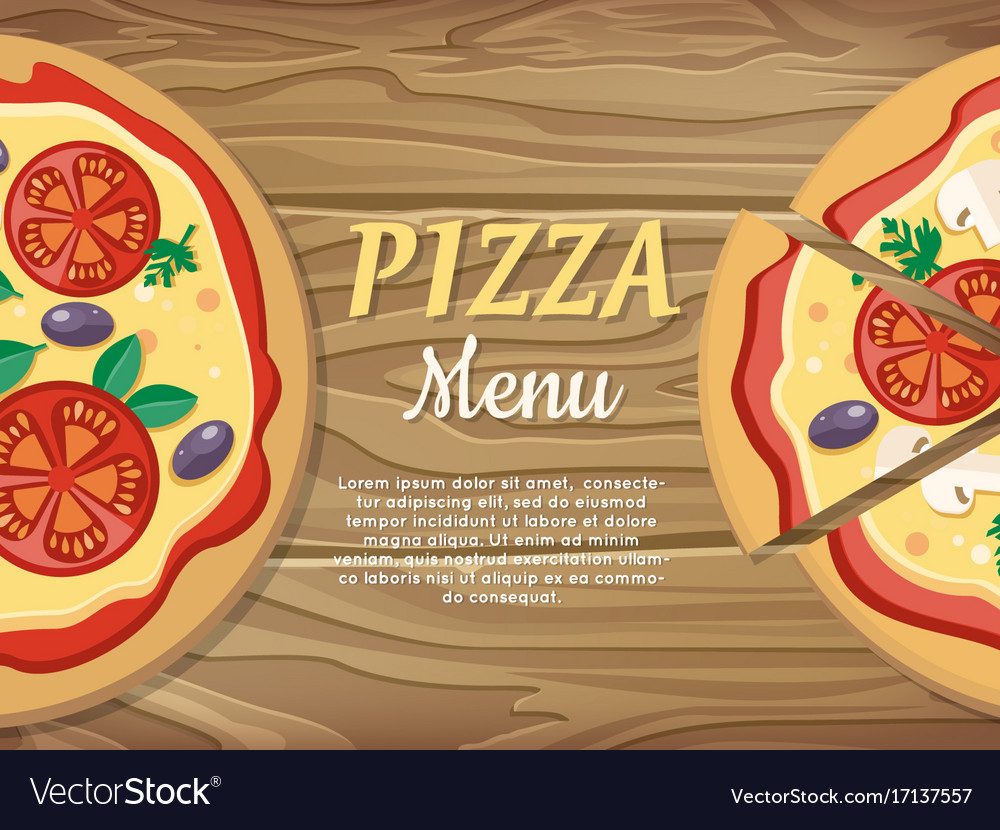 PIZZA
Menu
Lorem ipsum dolor sit amet, consecte-
tur adipiscing elit, sed do eiusmod
tempor incididunt ut labore et dolore
magna aliqua. Ut enim ad minim
veniam, quis nostrud exercitation ullam-
co laboris nisi ut aliquip ex ea commo-
do consequat.
VectorStock®
VectorStock.com/17137557